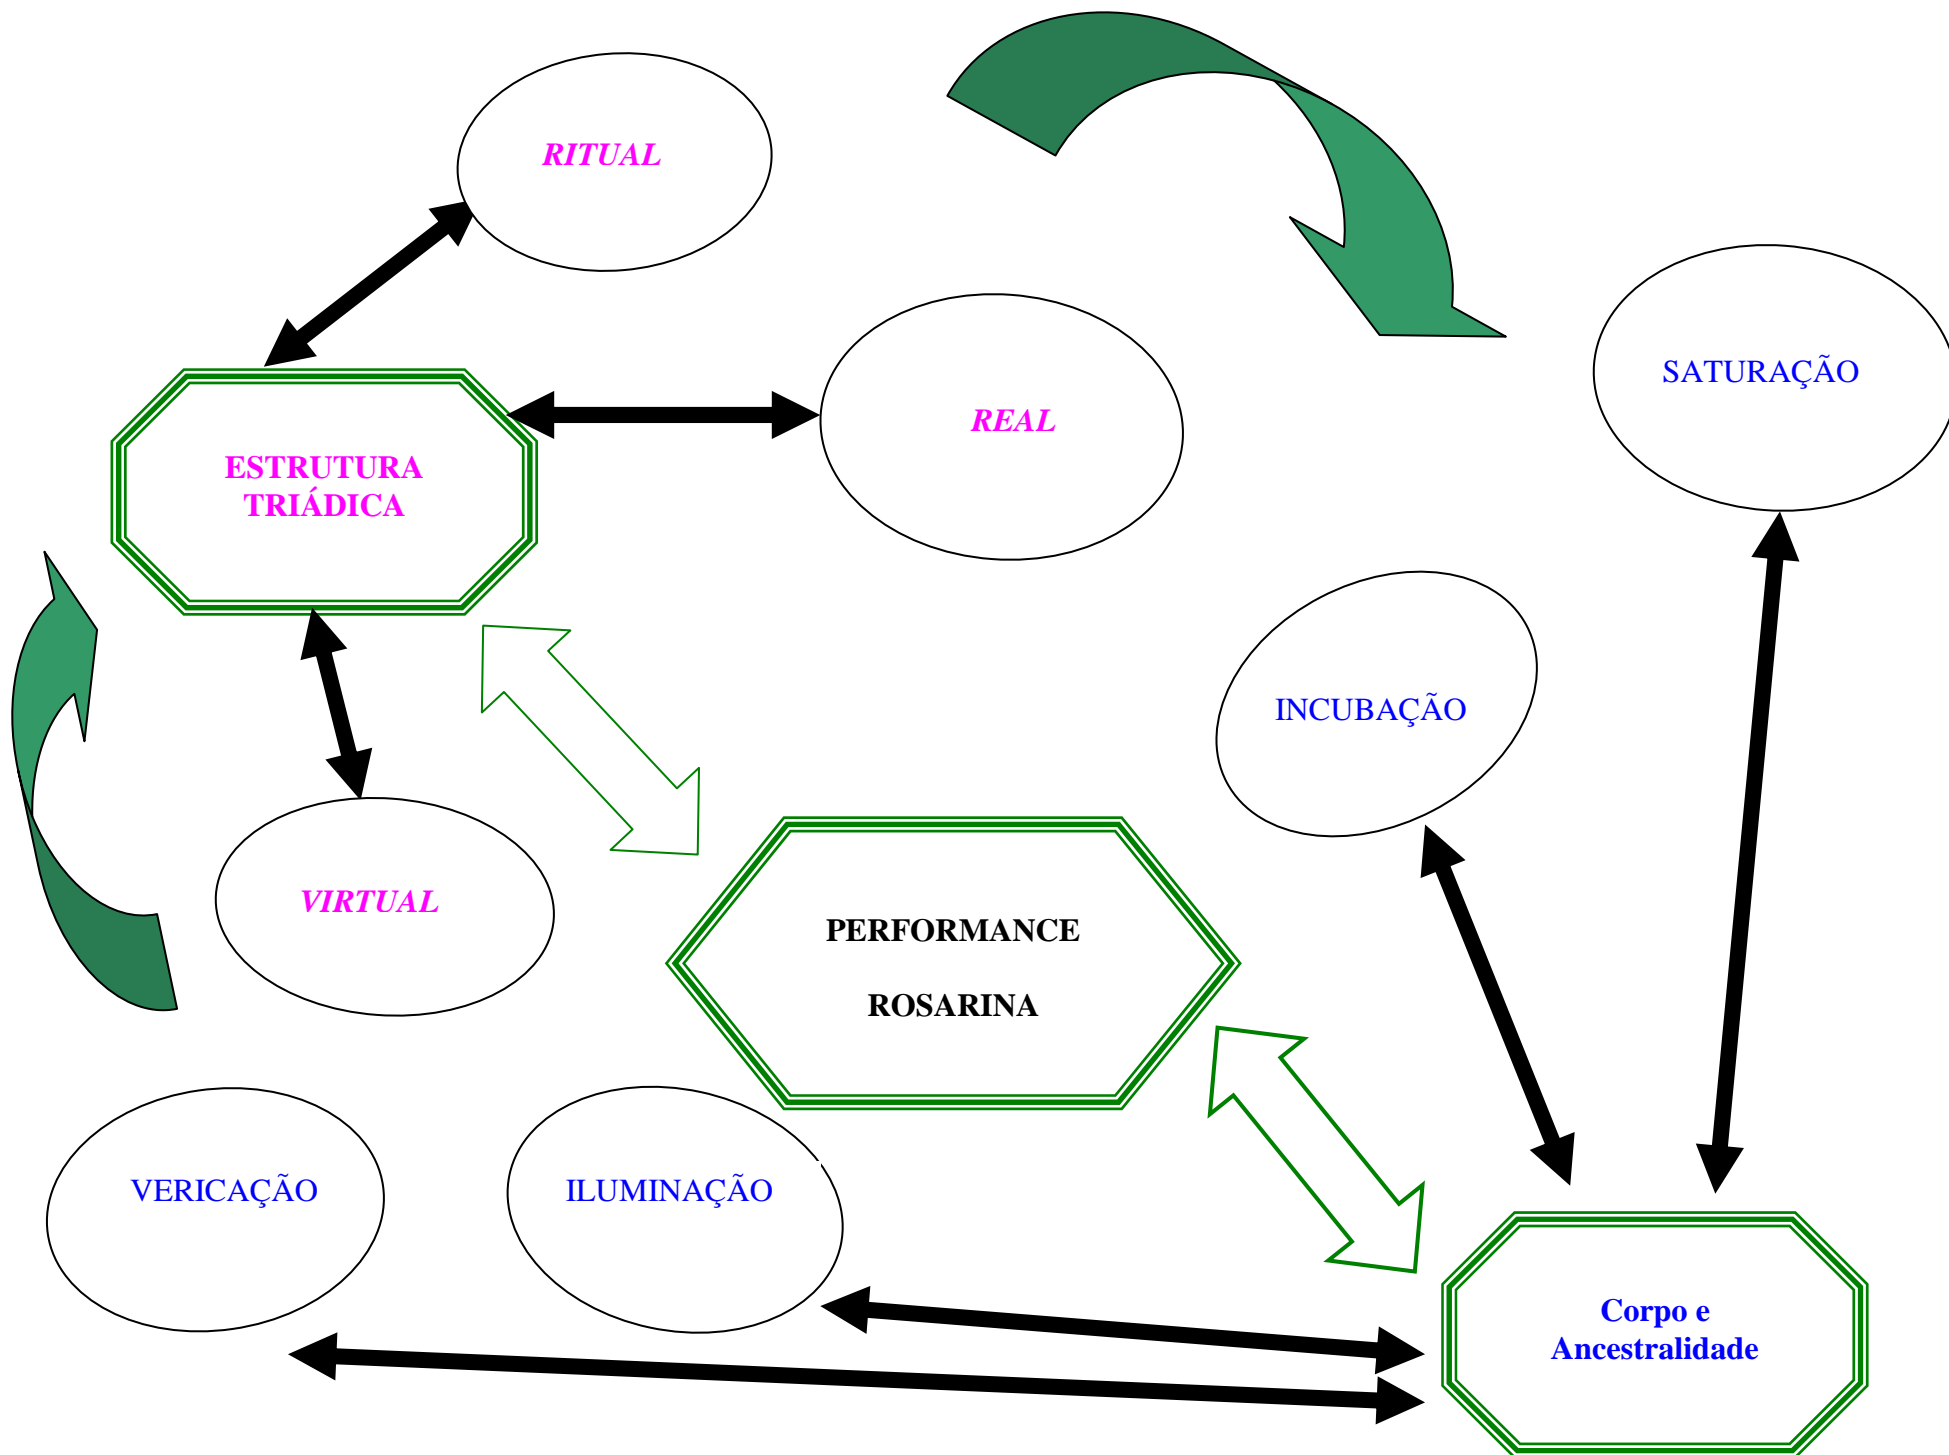 RITUAL
SATURAÇÃO
REAL
ESTRUTURA
TRIÁDICA
INCUBAÇÃO
VIRTUAL
PERFORMANCE
ROSARINA
VERICAÇÃO
ILUMINAÇÃO
Corpo e
Ancestralidade